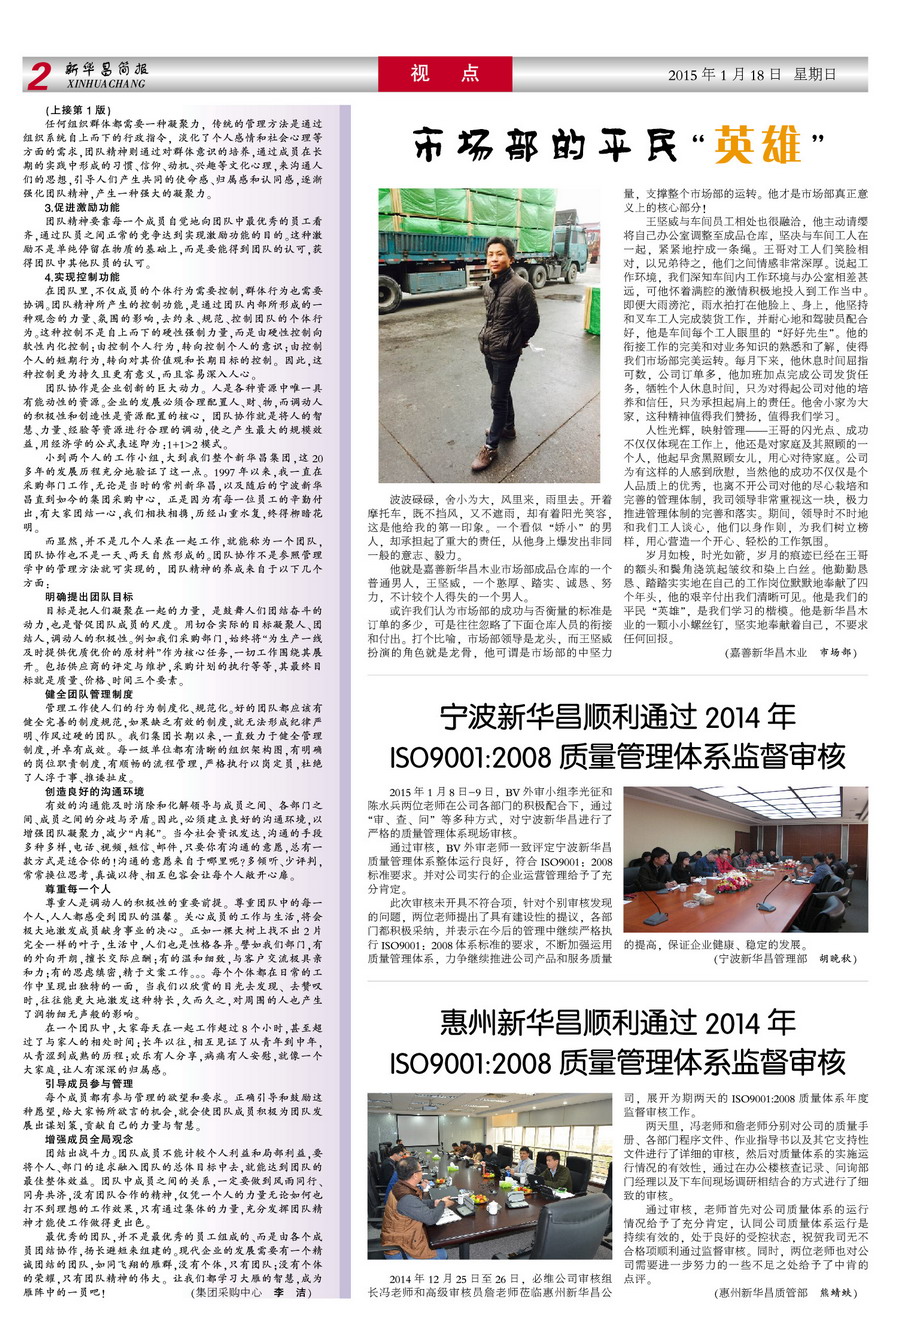 2
新华昌简报
XINHUACHANG
视 点
2015 年 1 月 18 日 星期日
(上接第 1 版)
任何组织群体都需要一种凝聚力，传统的管理方法是通过
组织系统自上而下的行政指令，淡化了个人感情和社会心理等
方面的需求,团队精神则通过对群体意识的培养,通过成员在长
期的实践中形成的习惯、信仰、动机、兴趣等文化心理,来沟通人
们的思想,引导人们产生共同的使命感、归属感和认同感,逐渐
强化团队精神,产生一种强大的凝聚力。
3.促进激励功能
团队精神要靠每一个成员自觉地向团队中最优秀的员工看
齐,通过队员之间正常的竞争达到实现激励功能的目的。这种激
励不是单纯停留在物质的基础上,而是要能得到团队的认可,获
得团队中其他队员的认可。
4.实现控制功能
在团队里,不仅成员的个体行为需要控制,群体行为也需要
协调。团队精神所产生的控制功能,是通过团队内部所形成的一
种观念的力量、氛围的影响,去约束、规范、控制团队的个体行
为。这种控制不是自上而下的硬性强制力量,而是由硬性控制向
软性内化控制;由控制个人行为,转向控制个人的意识;由控制
个人的短期行为,转向对其价值观和长期目标的控制。因此,这
种控制更为持久且更有意义,而且容易深入人心。
团队协作是企业创新的巨大动力。人是各种资源中唯一具
有能动性的资源。企业的发展必须合理配置人、财、物,而调动人
的积极性和创造性是资源配置的核心，团队协作就是将人的智
慧、力量、经验等资源进行合理的调动,使之产生最大的规模效
益,用经济学的公式表述即为:1+1>2 模式。
小到两个人的工作小组,大到我们整个新华昌集团,这 20
多年的发展历程充分地验证了这一点。1997 年以来,我一直在
采购部门工作,无论是当时的常州新华昌,以及随后的宁波新华
昌直到如今的集团采购中心，正是因为有每一位员工的辛勤付
出,有大家团结一心,我们相扶相携,历经山重水复,终得柳暗花
明。
而显然,并不是几个人呆在一起工作,就能称为一个团队,
团队协作也不是一天、两天自然形成的。团队协作不是参照管理
学中的管理方法就可实现的，团队精神的养成来自于以下几个
方面：
明确提出团队目标
目标是把人们凝聚在一起的力量，是鼓舞人们团结奋斗的
动力,也是督促团队成员的尺度。用切合实际的目标凝聚人、团
结人,调动人的积极性。例如我们采购部门,始终将“为生产一线
及时提供优质优价的原材料”作为核心任务,一切工作围绕其展
开。包括供应商的评定与维护,采购计划的执行等等,其最终目
标就是质量、价格、时间三个要素。
健全团队管理制度
管理工作使人们的行为制度化、规范化。好的团队都应该有
健全完善的制度规范,如果缺乏有效的制度,就无法形成纪律严
明、作风过硬的团队。我们集团长期以来,一直致力于健全管理
制度,并卓有成效。每一级单位都有清晰的组织架构图,有明确
的岗位职责制度,有顺畅的流程管理,严格执行以岗定员,杜绝
了人浮于事、推诿扯皮。
创造良好的沟通环境
有效的沟通能及时消除和化解领导与成员之间、各部门之
间、成员之间的分歧与矛盾。因此,必须建立良好的沟通环境,以
增强团队凝聚力,减少“内耗”。当今社会资讯发达,沟通的手段
多种多样,电话、视频、短信、邮件,只要你有沟通的意愿,总有一
款方式是适合你的!沟通的意愿来自于哪里呢?多倾听、少评判,
常常换位思考,真诚以待、相互包容会让每个人敞开心扉。
尊重每一个人
尊重人是调动人的积极性的重要前提。尊重团队中的每一
个人,人人都感受到团队的温馨。关心成员的工作与生活,将会
极大地激发成员献身事业的决心。正如一棵大树上找不出 2 片
完全一样的叶子,生活中,人们也是性格各异。譬如我们部门,有
的外向开朗,擅长交际应酬;有的温和细致,与客户交流极具亲
和力;有的思虑缜密,精于文案工作。。。每个个体都在日常的工
作中呈现出独特的一面，当我们以欣赏的目光去发现、去赞叹
时,往往能更大地激发这种特长,久而久之,对周围的人也产生
了润物细无声般的影响。
在一个团队中,大家每天在一起工作超过 8 个小时,甚至超
过了与家人的相处时间;长年以往,相互见证了从青年到中年,
从青涩到成熟的历程;欢乐有人分享,病痛有人安慰,就像一个
大家庭,让人有深深的归属感。
引导成员参与管理
每个成员都有参与管理的欲望和要求。正确引导和鼓励这
种愿望,给大家畅所欲言的机会,就会使团队成员积极为团队发
展出谋划策,贡献自己的力量与智慧。
增强成员全局观念
团结出战斗力。团队成员不能计较个人利益和局部利益,要
将个人、部门的追求融入团队的总体目标中去,就能达到团队的
最佳整体效益。团队中成员之间的关系,一定要做到风雨同行、
同舟共济,没有团队合作的精神,仅凭一个人的力量无论如何也
打不到理想的工作效果,只有通过集体的力量,充分发挥团队精
神才能使工作做得更出色。
最优秀的团队,并不是最优秀的员工组成的、而是由各个成
员团结协作,扬长避短来组建的。现代企业的发展需要有一个精
诚团结的团队,如同飞翔的雁群,没有个体,只有团队;没有个体
的荣耀,只有团队精神的伟大。让我们都学习大雁的智慧,成为
雁阵中的一员吧!
(集团采购中心 李 洁)
市场部的平民“英雄”
波波碌碌，舍小为大，风里来，雨里去。开着
摩托车，既不挡风，又不遮雨，却有着阳光笑容，
这是他给我的第一印象。一个看似“娇小”的男
人，却承担起了重大的责任，从他身上爆发出非同
一般的意志、毅力。
他就是嘉善新华昌木业市场部成品仓库的一个
普通男人，王坚威，一个憨厚、踏实、诚恳、努
力，不计较个人得失的一个男人。
或许我们认为市场部的成功与否衡量的标准是
订单的多少，可是往往忽略了下面仓库人员的衔接
和付出。打个比喻，市场部领导是龙头，而王坚威
扮演的角色就是龙骨，他可谓是市场部的中坚力
量，支撑整个市场部的运转。他才是市场部真正意
义上的核心部分!
王坚威与车间员工相处也很融洽，他主动请缨
将自己办公室调整至成品仓库，坚决与车间工人在
一起，紧紧地拧成一条绳。王哥对工人们笑脸相
对，以兄弟待之，他们之间情感非常深厚。说起工
作环境，我们深知车间内工作环境与办公室相差甚
远，可他怀着满腔的激情积极地投入到工作当中。
即便大雨滂沱，雨水拍打在他脸上、身上，他坚持
和叉车工人完成装货工作，并耐心地和驾驶员配合
好，他是车间每个工人眼里的“好好先生”。他的
衔接工作的完美和对业务知识的熟悉和了解，使得
我们市场部完美运转。每月下来，他休息时间屈指
可数，公司订单多，他加班加点完成公司发货任
务，牺牲个人休息时间，只为对得起公司对他的培
养和信任，只为承担起肩上的责任。他舍小家为大
家，这种精神值得我们赞扬，值得我们学习。
人性光辉，映射管理——王哥的闪光点、成功
不仅仅体现在工作上，他还是对家庭及其照顾的一
个人，他起早贪黑照顾女儿，用心对待家庭。公司
为有这样的人感到欣慰，当然他的成功不仅仅是个
人品质上的优秀，也离不开公司对他的尽心栽培和
完善的管理体制，我司领导非常重视这一块，极力
推进管理体制的完善和落实。期间，领导时不时地
和我们工人谈心，他们以身作则，为我们树立榜
样，用心营造一个开心、轻松的工作氛围。
岁月如梭，时光如箭，岁月的痕迹已经在王哥
的额头和鬓角浇筑起皱纹和染上白丝。他勤勤恳
恳、踏踏实实地在自己的工作岗位默默地奉献了四
个年头，他的艰辛付出我们清晰可见。他是我们的
平民“英雄”，是我们学习的楷模。他是新华昌木
业的一颗小小螺丝钉，坚实地奉献着自己，不要求
任何回报。
(嘉善新华昌木业 市场部)
宁波新华昌顺利通过 2014 年
ISO9001:2008 质量管理体系监督审核
2015 年 1 月 8 日-9 日，BV 外审小组李光征和
陈水兵两位老师在公司各部门的积极配合下，通过
“审、查、问”等多种方式，对宁波新华昌进行了
严格的质量管理体系现场审核。
通过审核，BV 外审老师一致评定宁波新华昌
质量管理体系整体运行良好，符合 ISO9001：2008
标准要求。并对公司实行的企业运营管理给予了充
分肯定。
此次审核未开具不符合项，针对个别审核发现
的问题，两位老师提出了具有建设性的提议，各部
门都积极采纳，并表示在今后的管理中继续严格执
行 ISO9001：2008 体系标准的要求，不断加强运用
质量管理体系，力争继续推进公司产品和服务质量
的提高，保证企业健康、稳定的发展。
(宁波新华昌管理部 胡晚秋)
惠州新华昌顺利通过 2014 年
ISO9001:2008 质量管理体系监督审核
2014 年 12 月 25 日至 26 日，必维公司审核组
长冯老师和高级审核员詹老师莅临惠州新华昌公
司，展开为期两天的 ISO9001:2008 质量体系年度
监督审核工作。
两天里，冯老师和詹老师分别对公司的质量手
册、各部门程序文件、作业指导书以及其它支持性
文件进行了详细的审核，然后对质量体系的实施运
行情况的有效性，通过在办公楼核查记录、问询部
门经理以及下车间现场调研相结合的方式进行了细
致的审核。
通过审核，老师首先对公司质量体系的运行
情况给予了充分肯定，认同公司质量体系运行是
持续有效的，处于良好的受控状态，祝贺我司无不
合格项顺利通过监督审核。同时，两位老师也对公
司需要进一步努力的一些不足之处给予了中肯的
点评。
(惠州新华昌质管部 熊靖蚨)